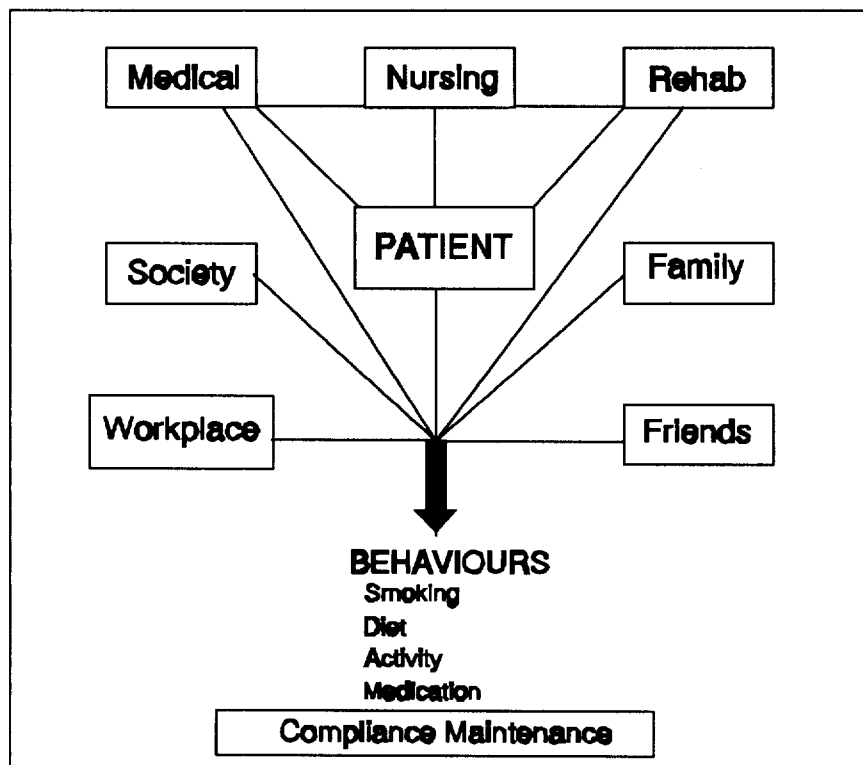 Medical
Nursing
Rehab
PATIENT
Society
Family
Workplace
Friends
BEHAVIOURS
Smoking
Diet
Activity
Medication
Compliance Maintenance